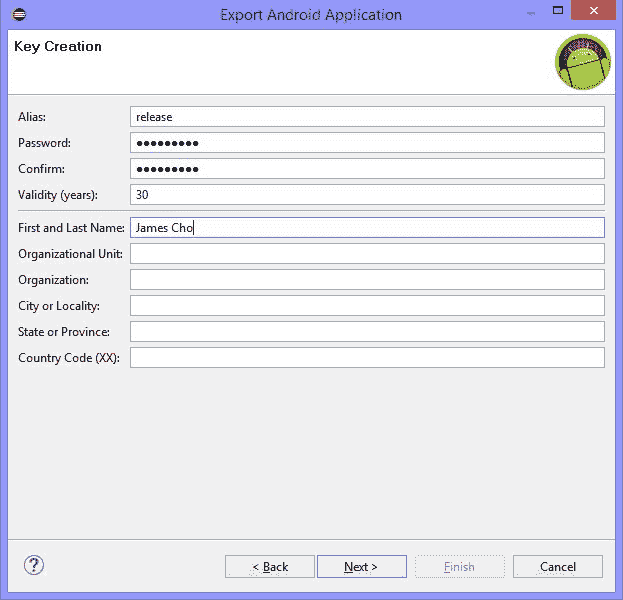 Export Android Application
Key Creation
Alias: release
Password: •••••••••
Confirm: •••••••••
Validity (years): 30
First and Last Name: James Cho
Organizational Unit:
Organization:
City or Locality:
State or Province:
Country Code (XX):
? < Back Next > Finish Cancel